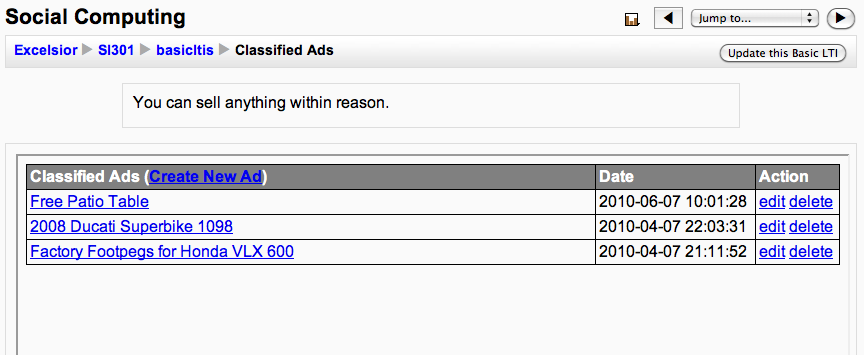 Social Computing
Jump to...
Excelsior SI301 basicltis Classified Ads
Update this Basic LTI
You can sell anything within reason.
Classified Ads (Create New Ad) Date Action
Free Patio Table 2010-06-07 10:01:28 edit delete
2008 Ducati Superbike 1098 2010-04-07 22:03:31 edit delete
Factory Footpegs for Honda VLX 600 2010-04-07 21:11:52 edit delete